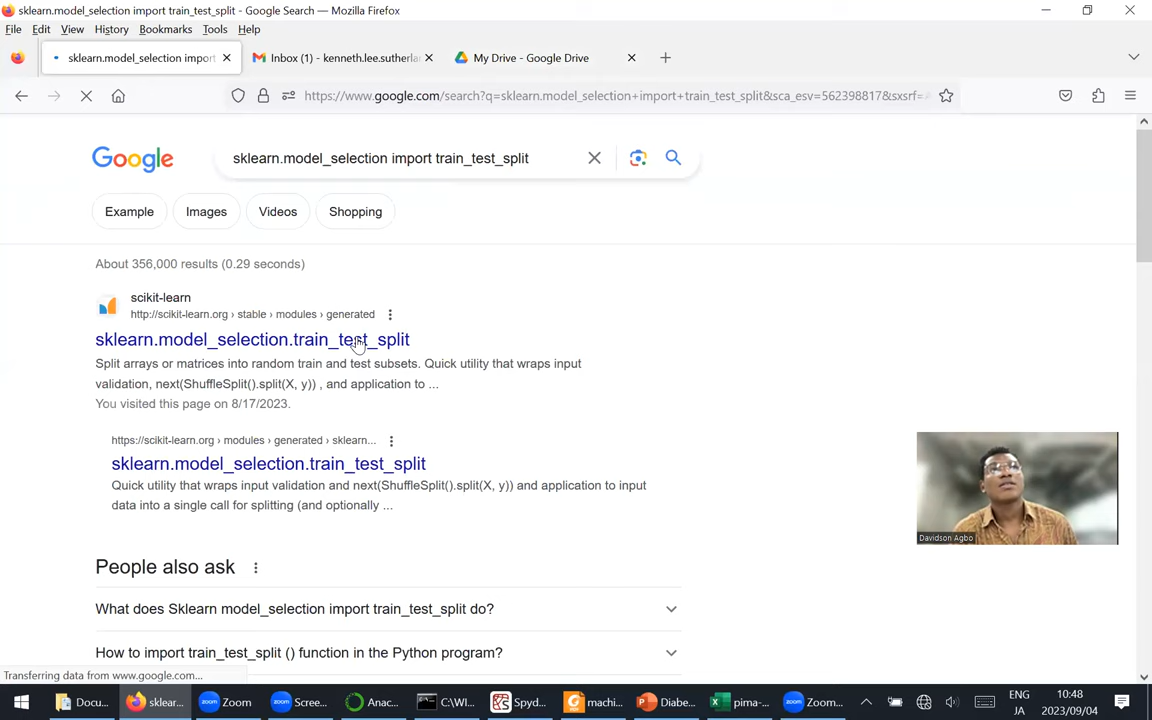 sklearn.model_selection import train_test_split - Google Search — Mozilla Firefox
File Edit View History Bookmarks Tools Help
sklearn.model_selection import
Inbox (1) - kenneth.lee.sutherla
My Drive - Google Drive
https://www.google.com/search?q=sklearn.model_selection+import+train_test_split&sca_esv=562398817&sxsrf=
Google
sklearn.model_selection import train_test_split
Example Images Videos Shopping
About 356,000 results (0.29 seconds)
scikit-learn
http://scikit-learn.org › stable › modules › generated
sklearn.model_selection.train_test_split
Split arrays or matrices into random train and test subsets. Quick utility that wraps input
validation, next(ShuffleSplit().split(X, y)) , and application to ...
You visited this page on 8/17/2023.
https://scikit-learn.org › modules › generated › sklearn...
sklearn.model_selection.train_test_split
Quick utility that wraps input validation and next(ShuffleSplit().split(X, y)) and application to input
data into a single call for splitting (and optionally ...
Davidson Agbo
People also ask
What does Sklearn model_selection import train_test_split do?
How to import train_test_split () function in the Python program?
Transferring data from www.google.com...
Docu... sklear... Zoom Scree... Anac... C:\WI... Spyd... machi... Diabe... pima-... Zoom...
ENG
JA
10:48
2023/09/04